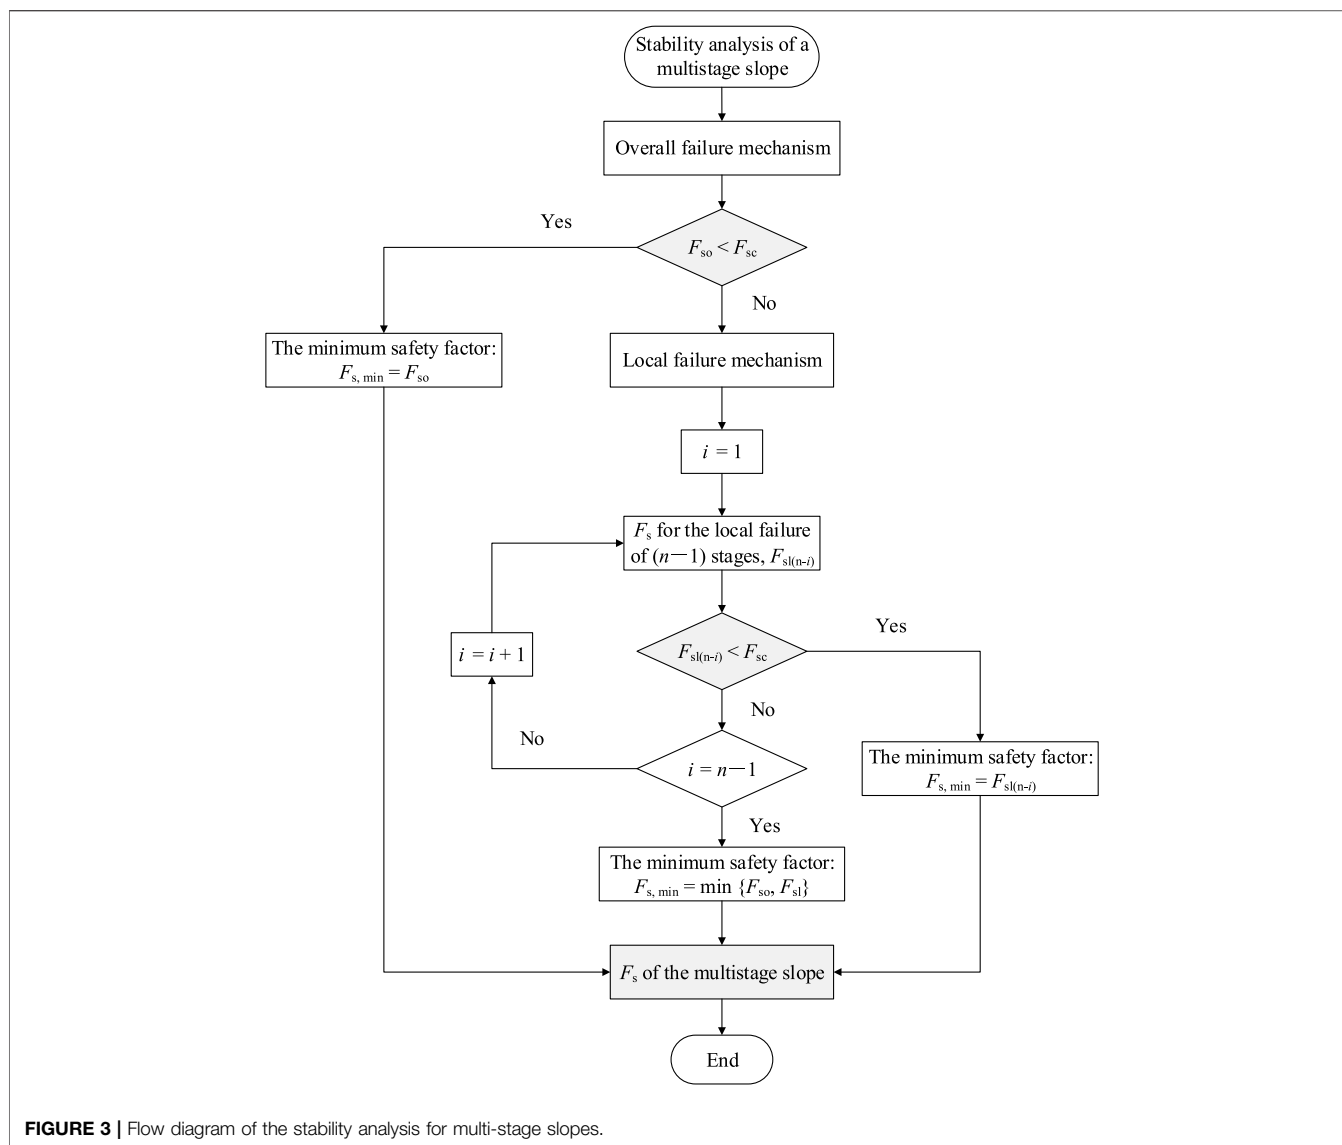 Stability analysis of a
multistage slope
Overall failure mechanism
Yes
Fso < Fsc
No
The minimum safety factor:
Fs, min = Fso
Local failure mechanism
i = 1
Fs for the local failure
of (n—1) stages, Fsl(n-i)
Yes
i = i + 1
Fsl(n-i) < Fsc
No
No
i = n—1
The minimum safety factor:
Fs, min = Fsl(n-i)
Yes
The minimum safety factor:
Fs, min = min {Fso, Fsl}
Fs of the multistage slope
End
FIGURE 3 | Flow diagram of the stability analysis for multi-stage slopes.